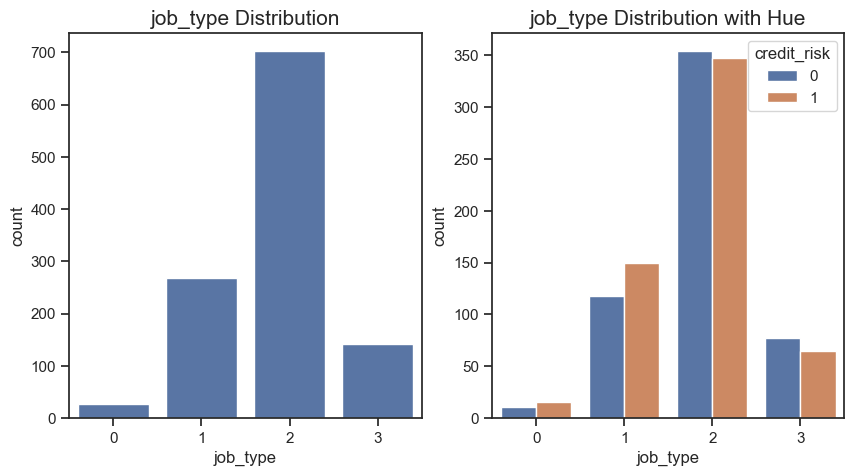 job_type Distribution
700
600
500
400
300
200
100
0
count
0 1 2 3
job_type
job_type Distribution with Hue
350
300
250
200
150
100
50
0
count
credit_risk
0
1
0 1 2 3
job_type